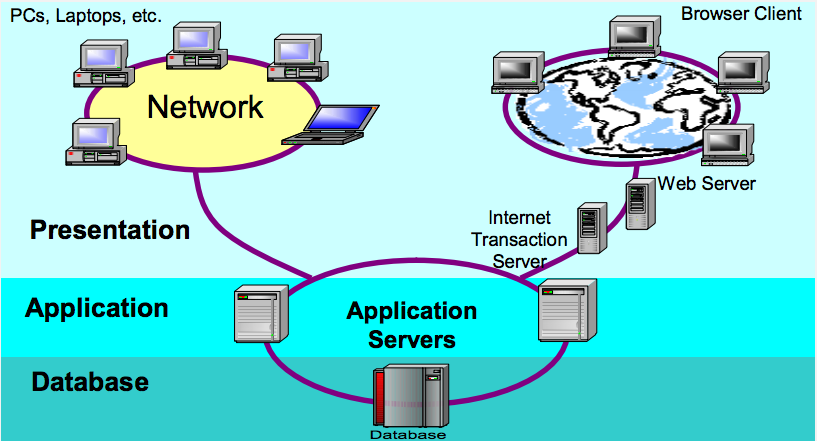 PCs, Laptops, etc.
Browser Client
Network
Web Server
Internet
Transaction
Server
Presentation
Application
Application
Servers
Database
Database